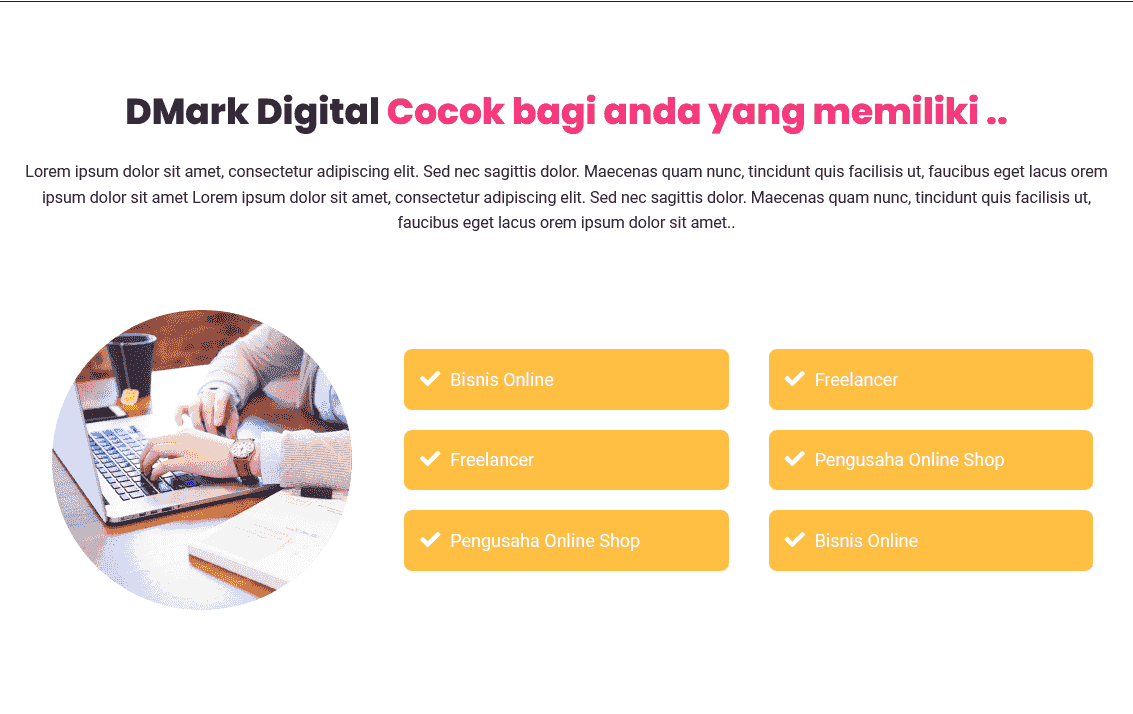 DMark Digital Cocok bagi anda yang memiliki ..
Lorem ipsum dolor sit amet, consectetur adipiscing elit. Sed nec sagittis dolor. Maecenas quam nunc, tincidunt quis facilisis ut, faucibus eget lacus orem
ipsum dolor sit amet Lorem ipsum dolor sit amet, consectetur adipiscing elit. Sed nec sagittis dolor. Maecenas quam nunc, tincidunt quis facilisis ut,
faucibus eget lacus orem ipsum dolor sit amet..
Bisnis Online
Freelancer
Freelancer
Pengusaha Online Shop
Pengusaha Online Shop
Bisnis Online